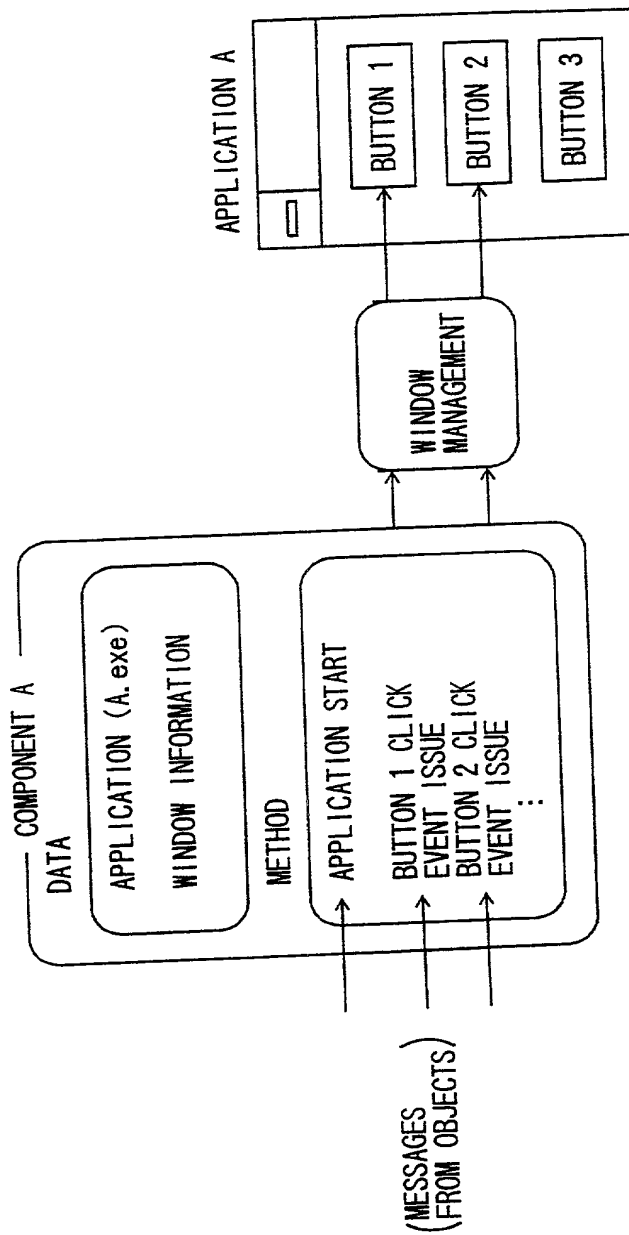 COMPONENT A
DATA
APPLICATION (A.exe)
WINDOW INFORMATION
METHOD
APPLICATION START
BUTTON 1 CLICK
EVENT ISSUE
BUTTON 2 CLICK
EVENT ISSUE
(MESSAGES
FROM OBJECTS)
WINDOW
MANAGEMENT
APPLICATION A
BUTTON 1
BUTTON 2
BUTTON 3